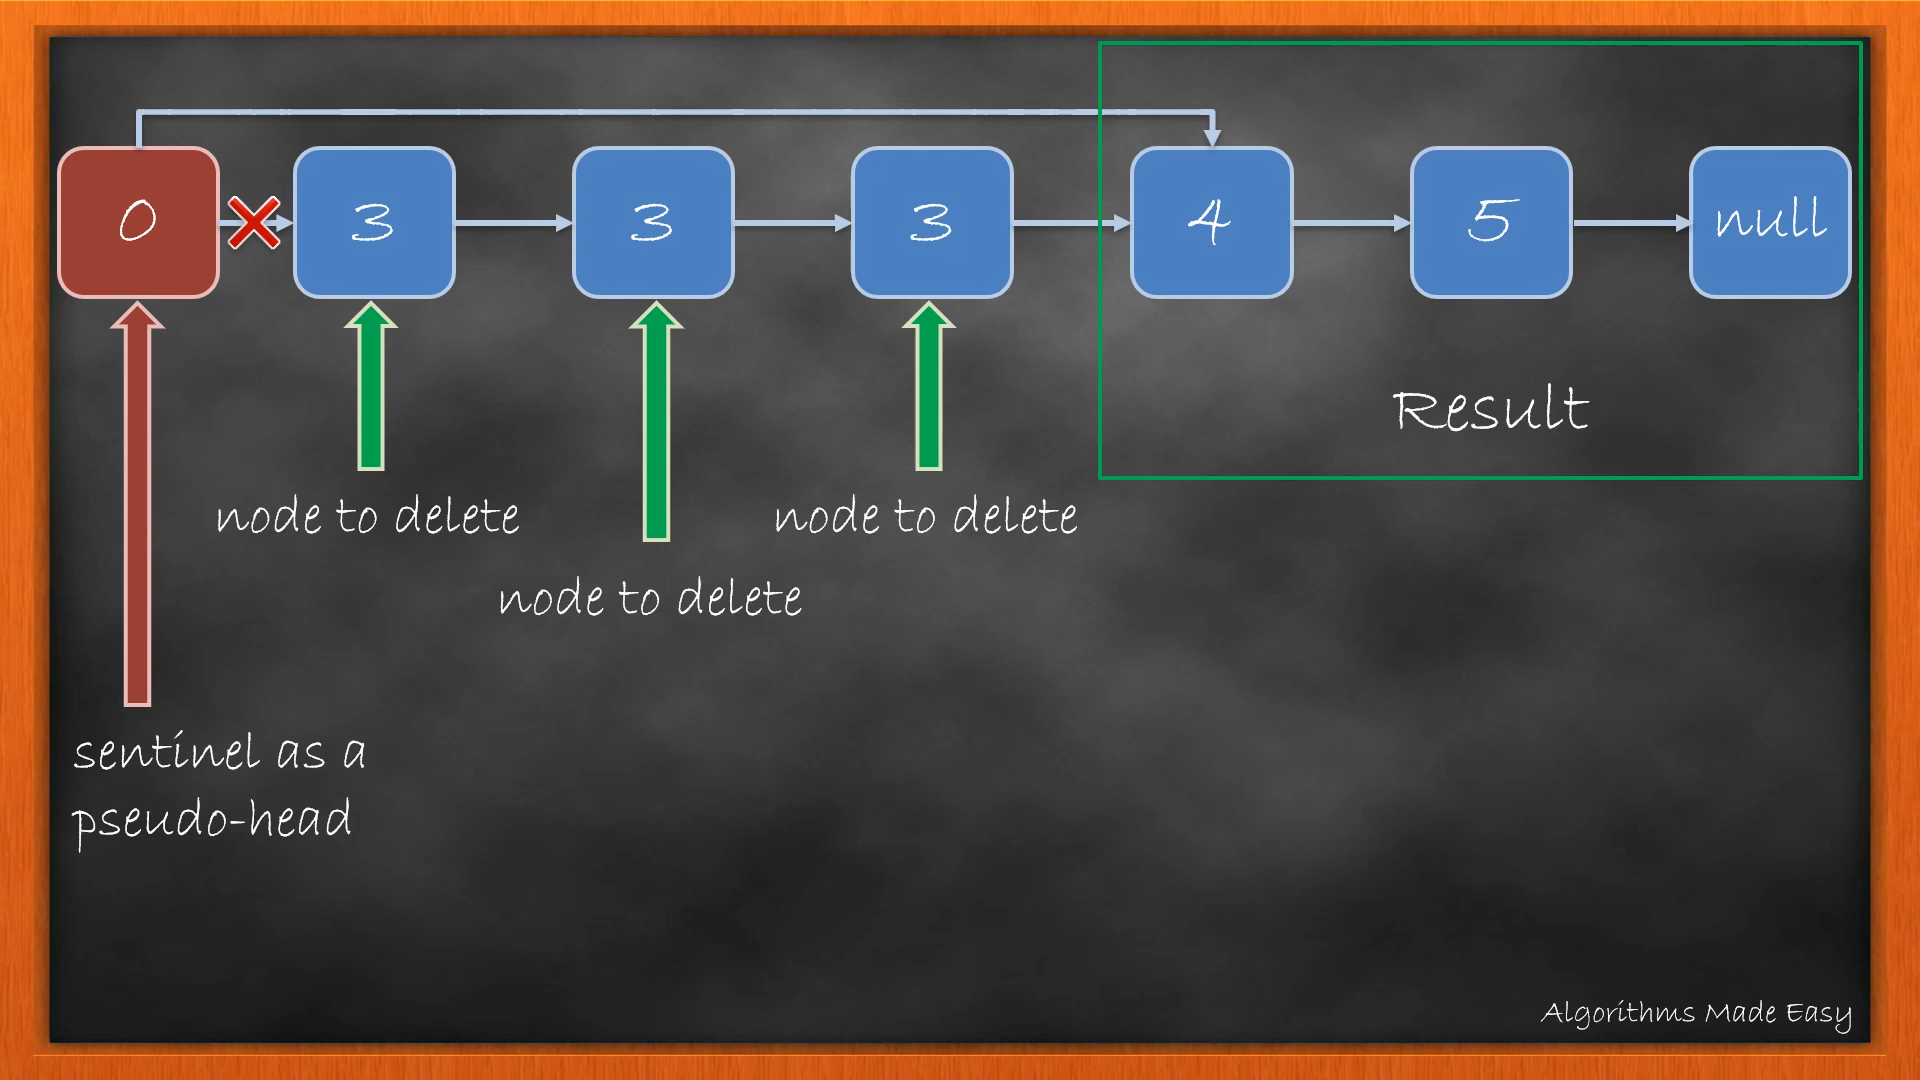 0 3 3 3 4 5 null
Result
node to delete node to delete
node to delete
sentinel as a
pseudo-head
Algorithms Made Easy